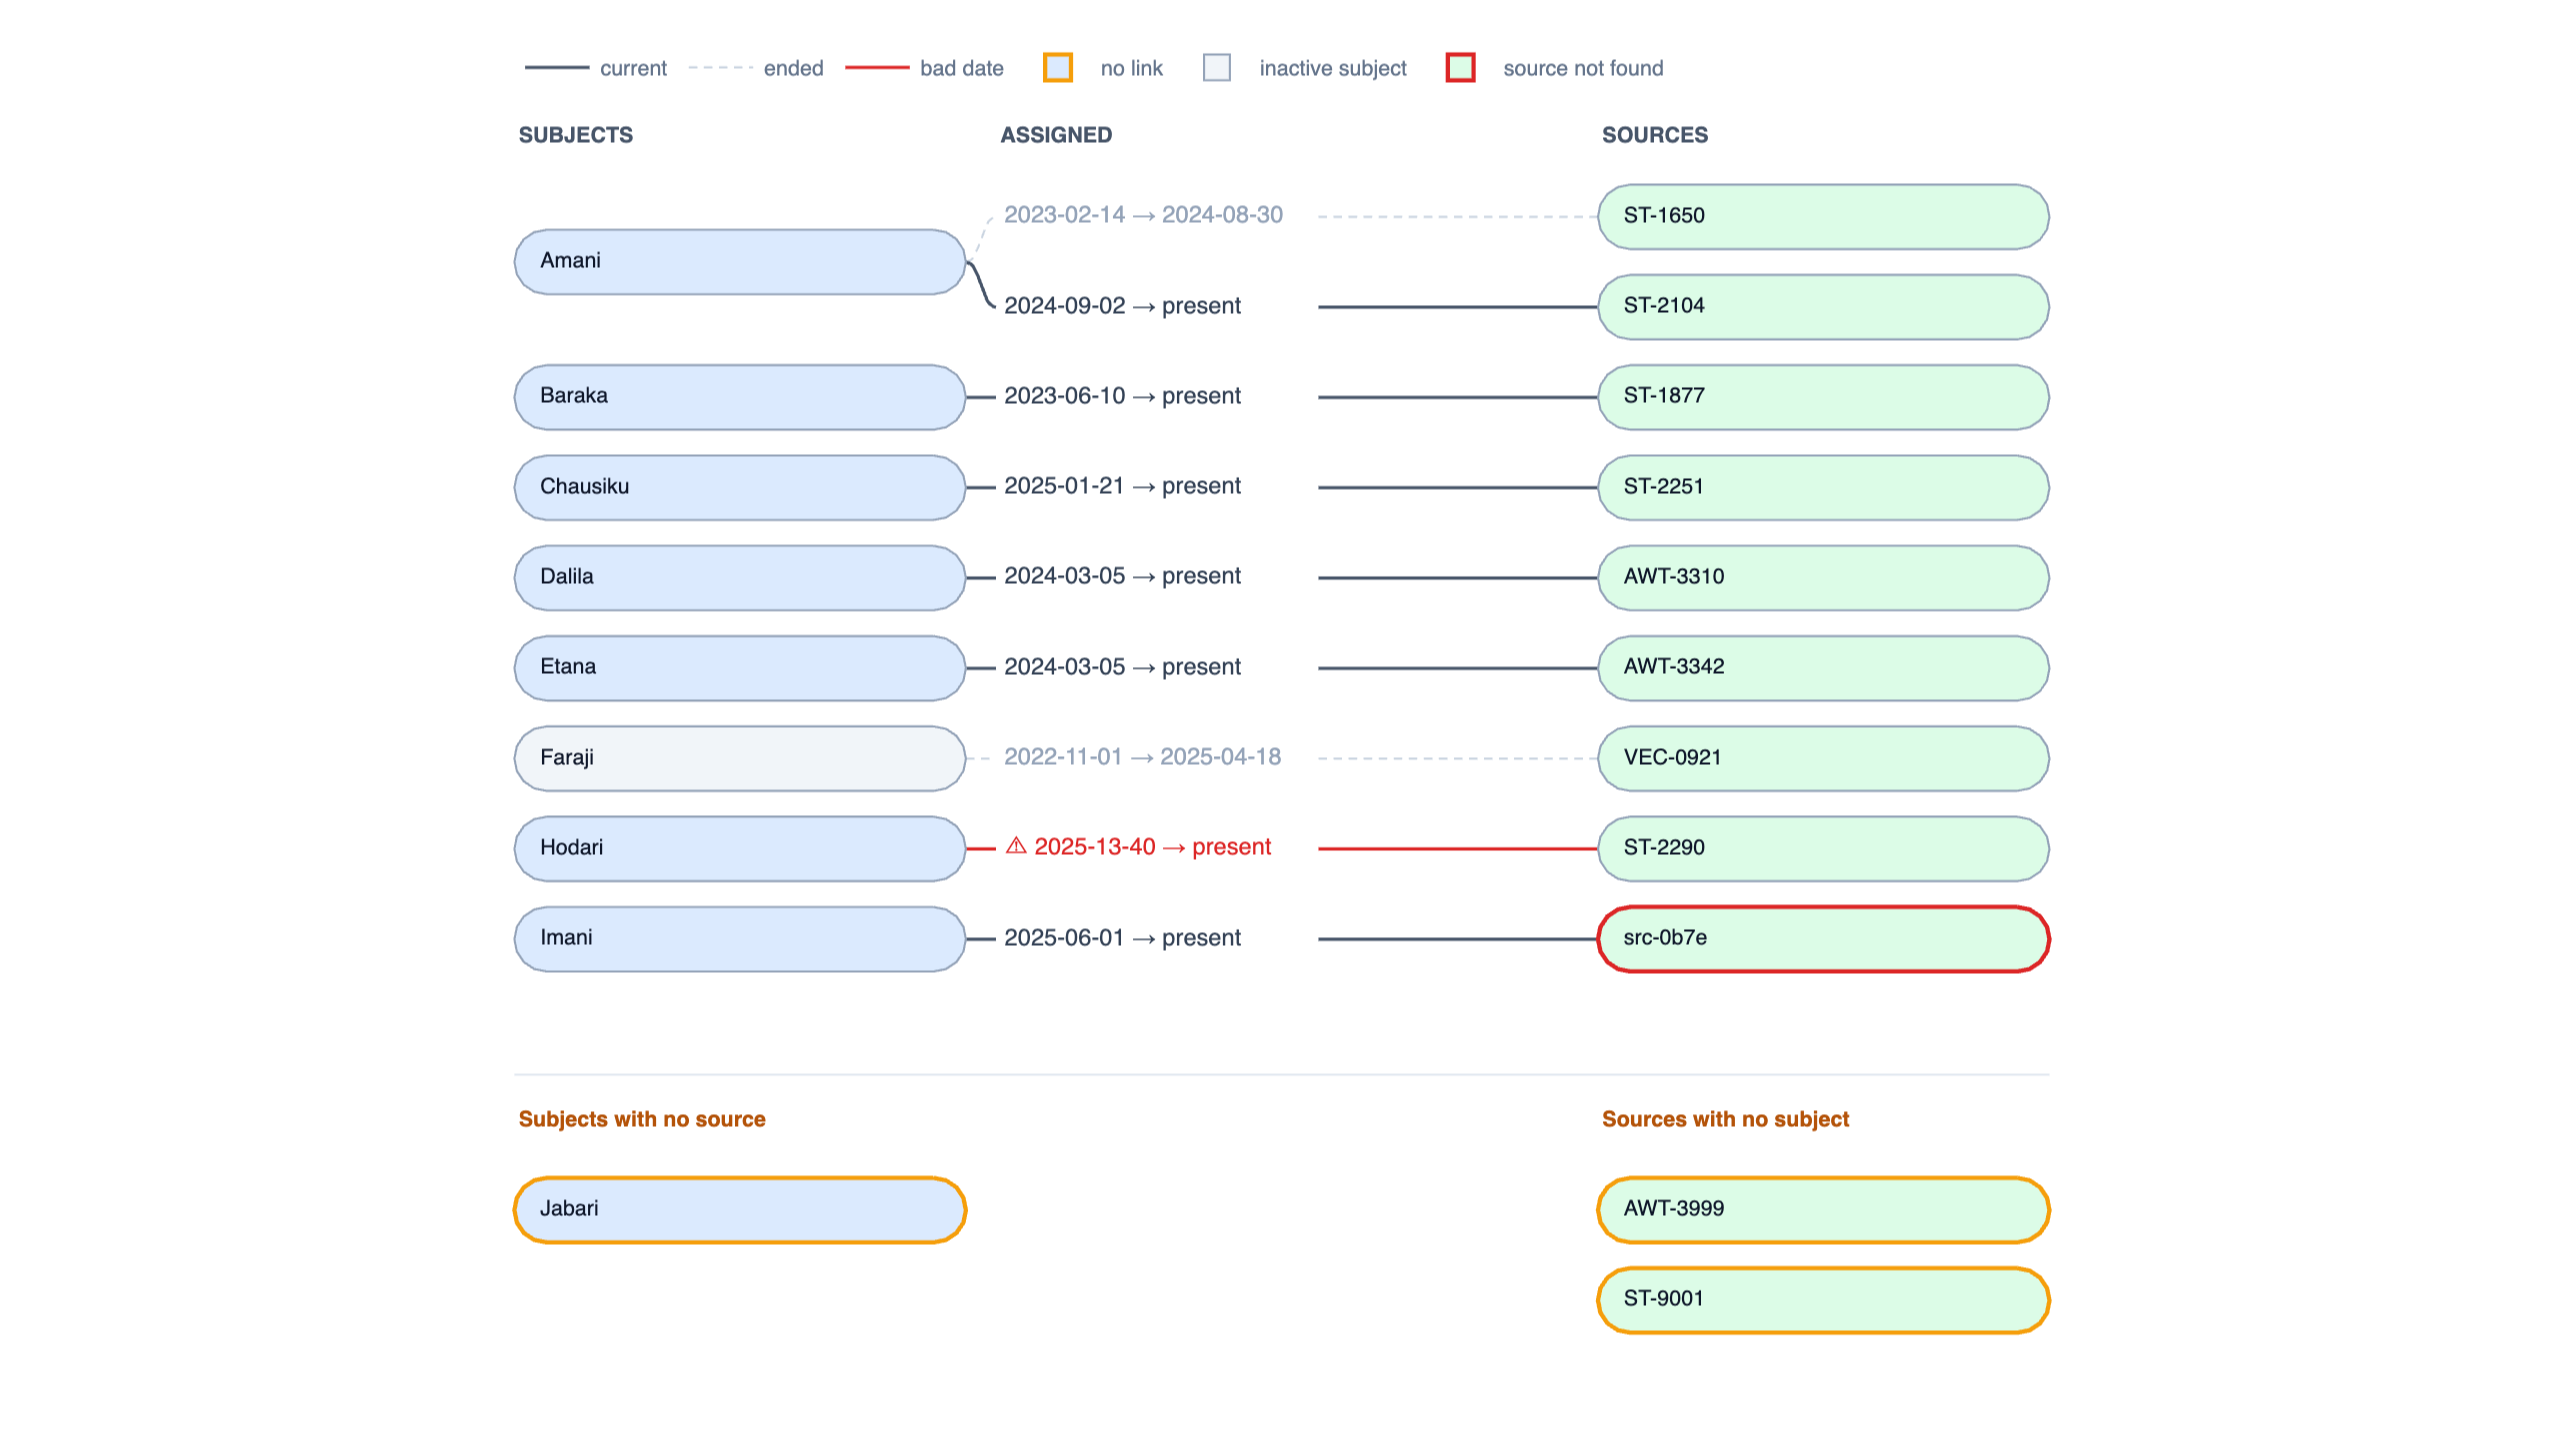 current ended bad date no link inactive subject source not found
SUBJECTS ASSIGNED SOURCES
2023-02-14 → 2024-08-30 ST-1650
Amani
2024-09-02 → present ST-2104
Baraka 2023-06-10 → present ST-1877
Chausiku 2025-01-21 → present ST-2251
Dalila 2024-03-05 → present AWT-3310
Etana 2024-03-05 → present AWT-3342
Faraji 2022-11-01 → 2025-04-18 VEC-0921
Hodari ⚠ 2025-13-40 → present ST-2290
Imani 2025-06-01 → present src-0b7e
Subjects with no source Sources with no subject
Jabari AWT-3999
ST-9001